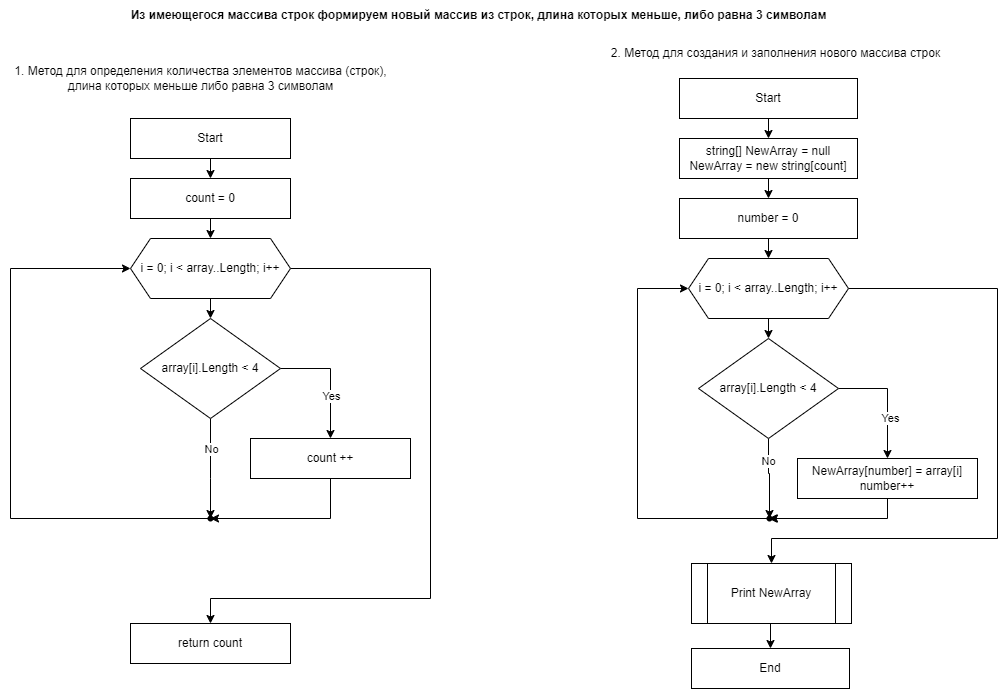 Из имеющегося массива строк формируем новый массив из строк, длина которых меньше, либо равна 3 символам
1. Метод для определения количества элементов массива (строк),
длина которых меньше либо равна 3 символам
Start
count = 0
i = 0; i < array..Length; i++
array[i].Length < 4
Yes
No
count ++
return count
2. Метод для создания и заполнения нового массива строк
Start
string[] NewArray = null
NewArray = new string[count]
number = 0
i = 0; i < array..Length; i++
array[i].Length < 4
Yes
No
NewArray[number] = array[i]
number++
Print NewArray
End